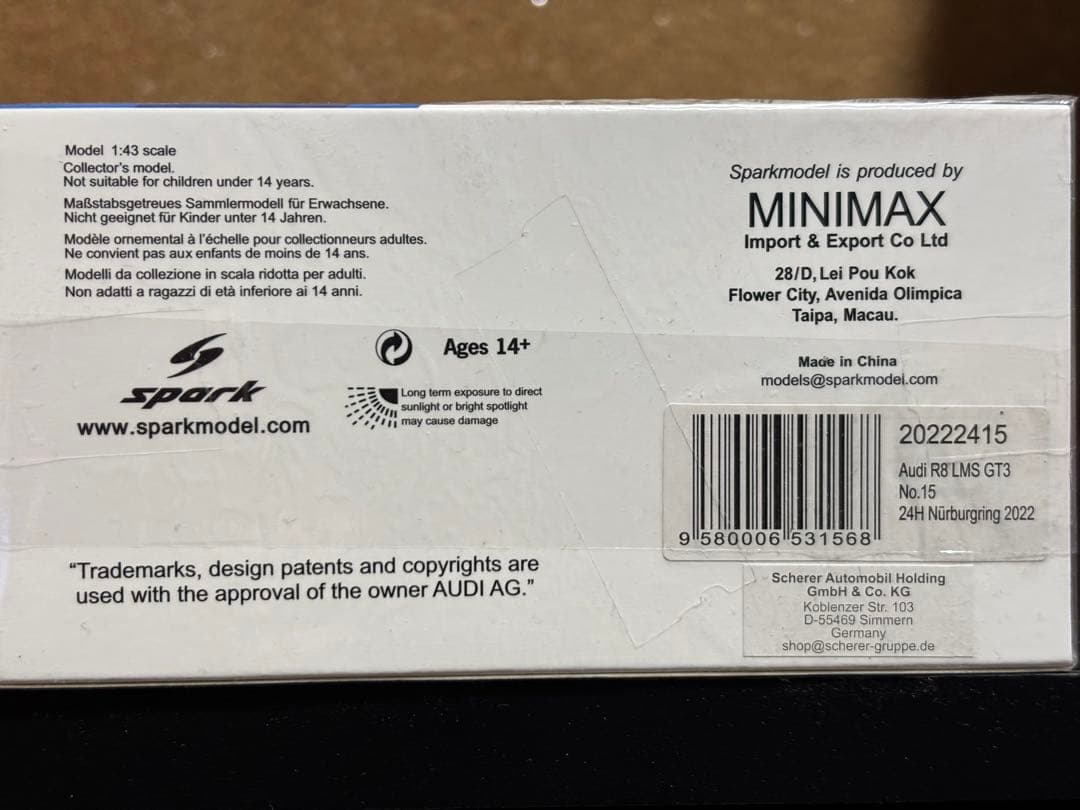 Model 1:43 scale
Collector's model.
Not suitable for children under 14 years.
Maßstabsgetreues Sammlermodell für Erwachsene.
Nicht geeignet für Kinder unter 14 Jahren.
Modèle ornemental à l'échelle pour collectionneurs adultes.
Ne convient pas aux enfants de moins de 14 ans.
Modelli da collezione in scala ridotta per adulti.
Non adatti a ragazzi di età inferiore ai 14 anni.
spark
www.sparkmodel.com
Ages 14+
Long term exposure to direct
sunlight or bright spotlight
may cause damage
"Trademarks, design patents and copyrights are
used with the approval of the owner AUDI AG."
Sparkmodel is produced by
MINIMAX
Import & Export Co Ltd
28/D, Lei Pou Kok
Flower City, Avenida Olimpica
Taipa, Macau.
Made in China
models@sparkmodel.com
20222415
Audi R8 LMS GT3
No.15
24H Nürburgring 2022
9 580006 531568
Scherer Automobil Holding
GmbH & Co. KG
Koblenzer Str. 103
D-55469 Simmern
Germany
shop@scherer-gruppe.de